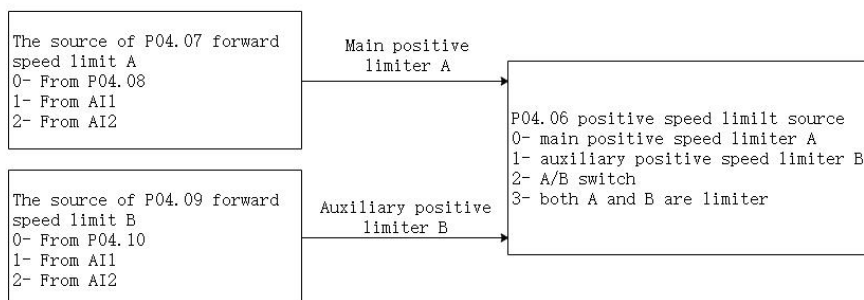 The source of P04.07 forward
speed limit A
0- From P04.08
1- From AI1
2- From AI2
Main positive
limiter A
The source of P04.09 forward
speed limit B
0- From P04.10
1- From AI1
2- From AI2
Auxiliary positive
limiter B
P04.06 positive speed limilt source
0- main positive speed limiter A
1- auxiliary positive speed limiter B
2- A/B switch
3- both A and B are limiter